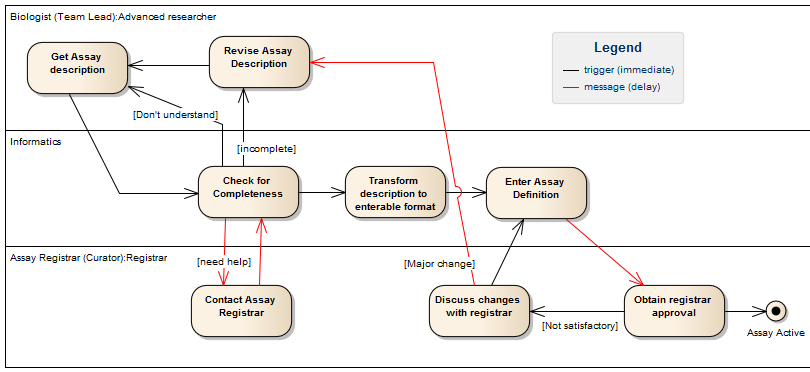 Biologist (Team Lead):Advanced researcher
Get Assay
description
Revise Assay
Description
Legend
trigger (immediate)
message (delay)
[Don't understand]
[incomplete]
Informatics
Check for
Completeness
Transform
description to
enterable format
Enter Assay
Definition
Assay Registrar (Curator):Registrar
[need help]
[Major change]
Contact Assay
Registrar
Discuss changes
with registrar
[Not satisfactory]
Obtain registrar
approval
Assay Active